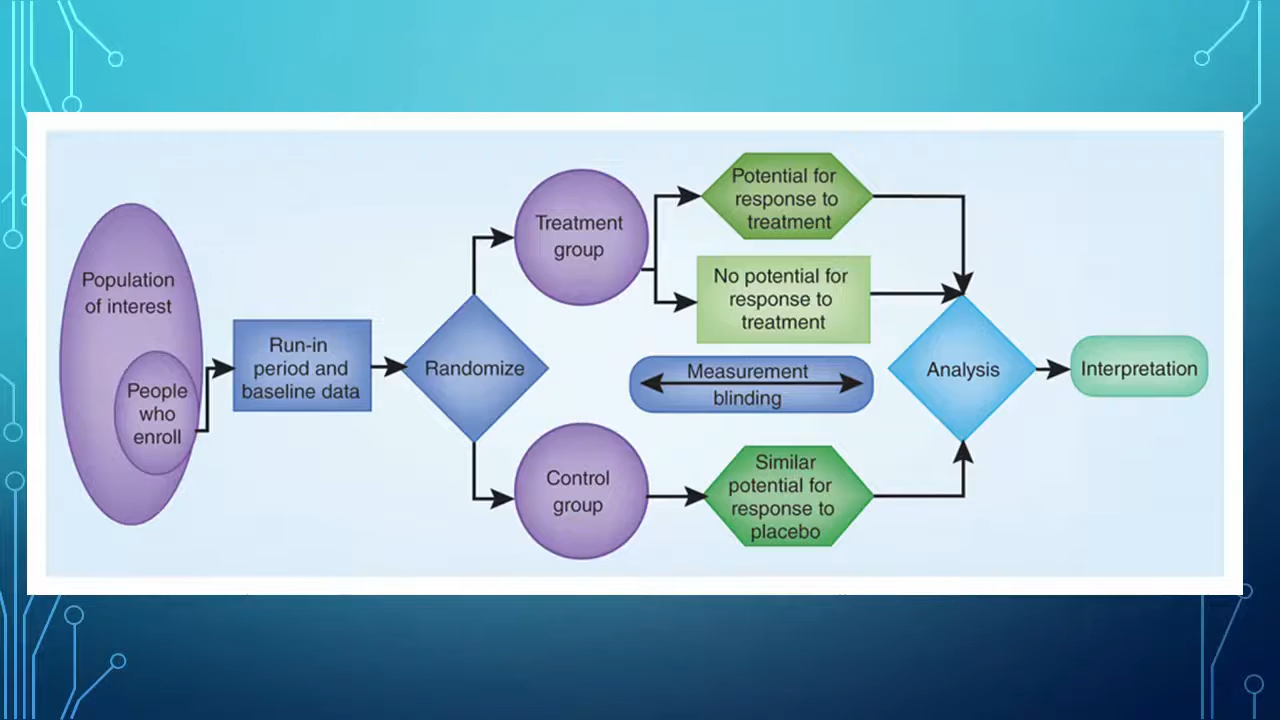 Population
of interest
People
who
enroll
Run-in
period and
baseline data
Randomize
Treatment
group
Potential for
response to
treatment
No potential for
response to
treatment
Measurement
blinding
Control
group
Similar
potential for
response to
placebo
Analysis
Interpretation